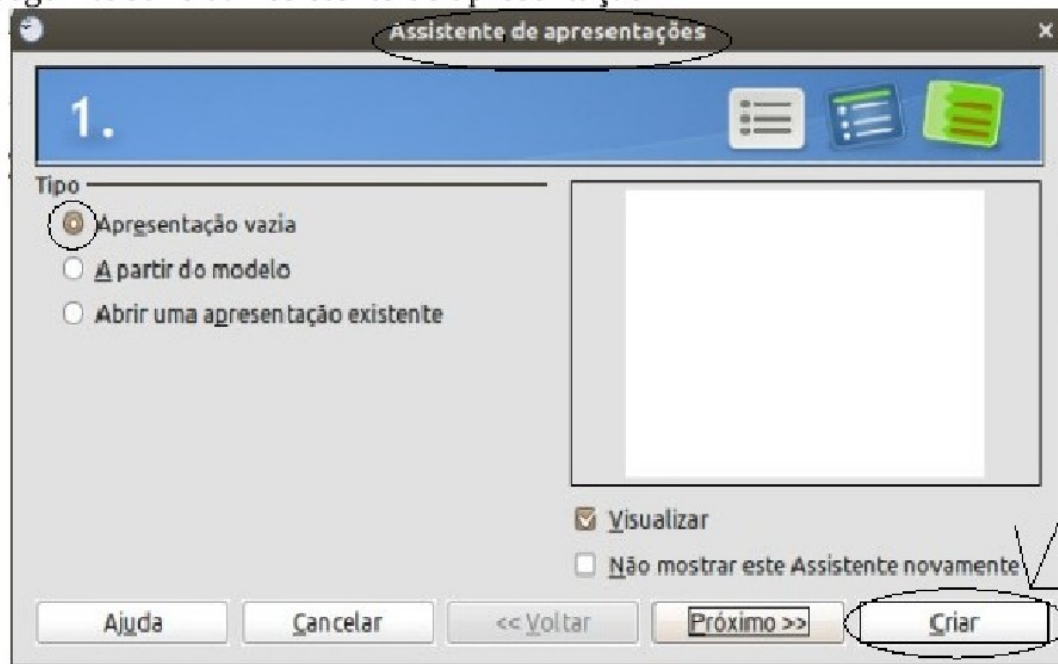 Assistente de apresentações
1.
Tipo
Apresentação vazia
A partir do modelo
Abrir uma apresentação existente
Visualizar
Não mostrar este Assistente novamente
Ajuda
Cancelar
<< Voltar
Próximo >>
Criar